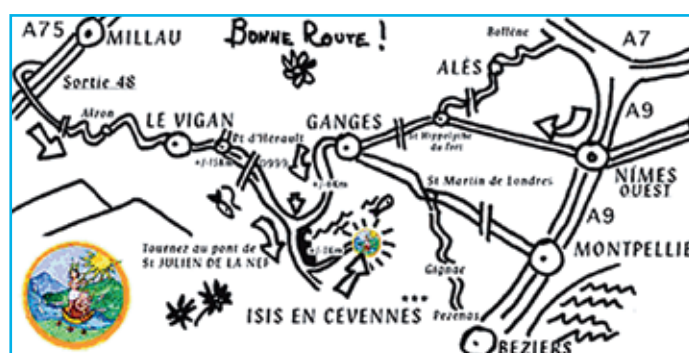 A75
MILLAU
BONNE ROUTE !
Bollène
A7
ALÉS
Sortie 48
Alzon
LE VIGAN
Pt d'Hérault
GANGES
St Hippolyte
du fort
A9
+/-15km
D999
+/-6Km
NÎMES
OUEST
St Martin de Londres
A9
Tournez au pont de
St JULIEN DE LA NEF
MONTPELLIE
Gignac
ISIS EN CÉVENNES ***
Pezenas
BEZIERS